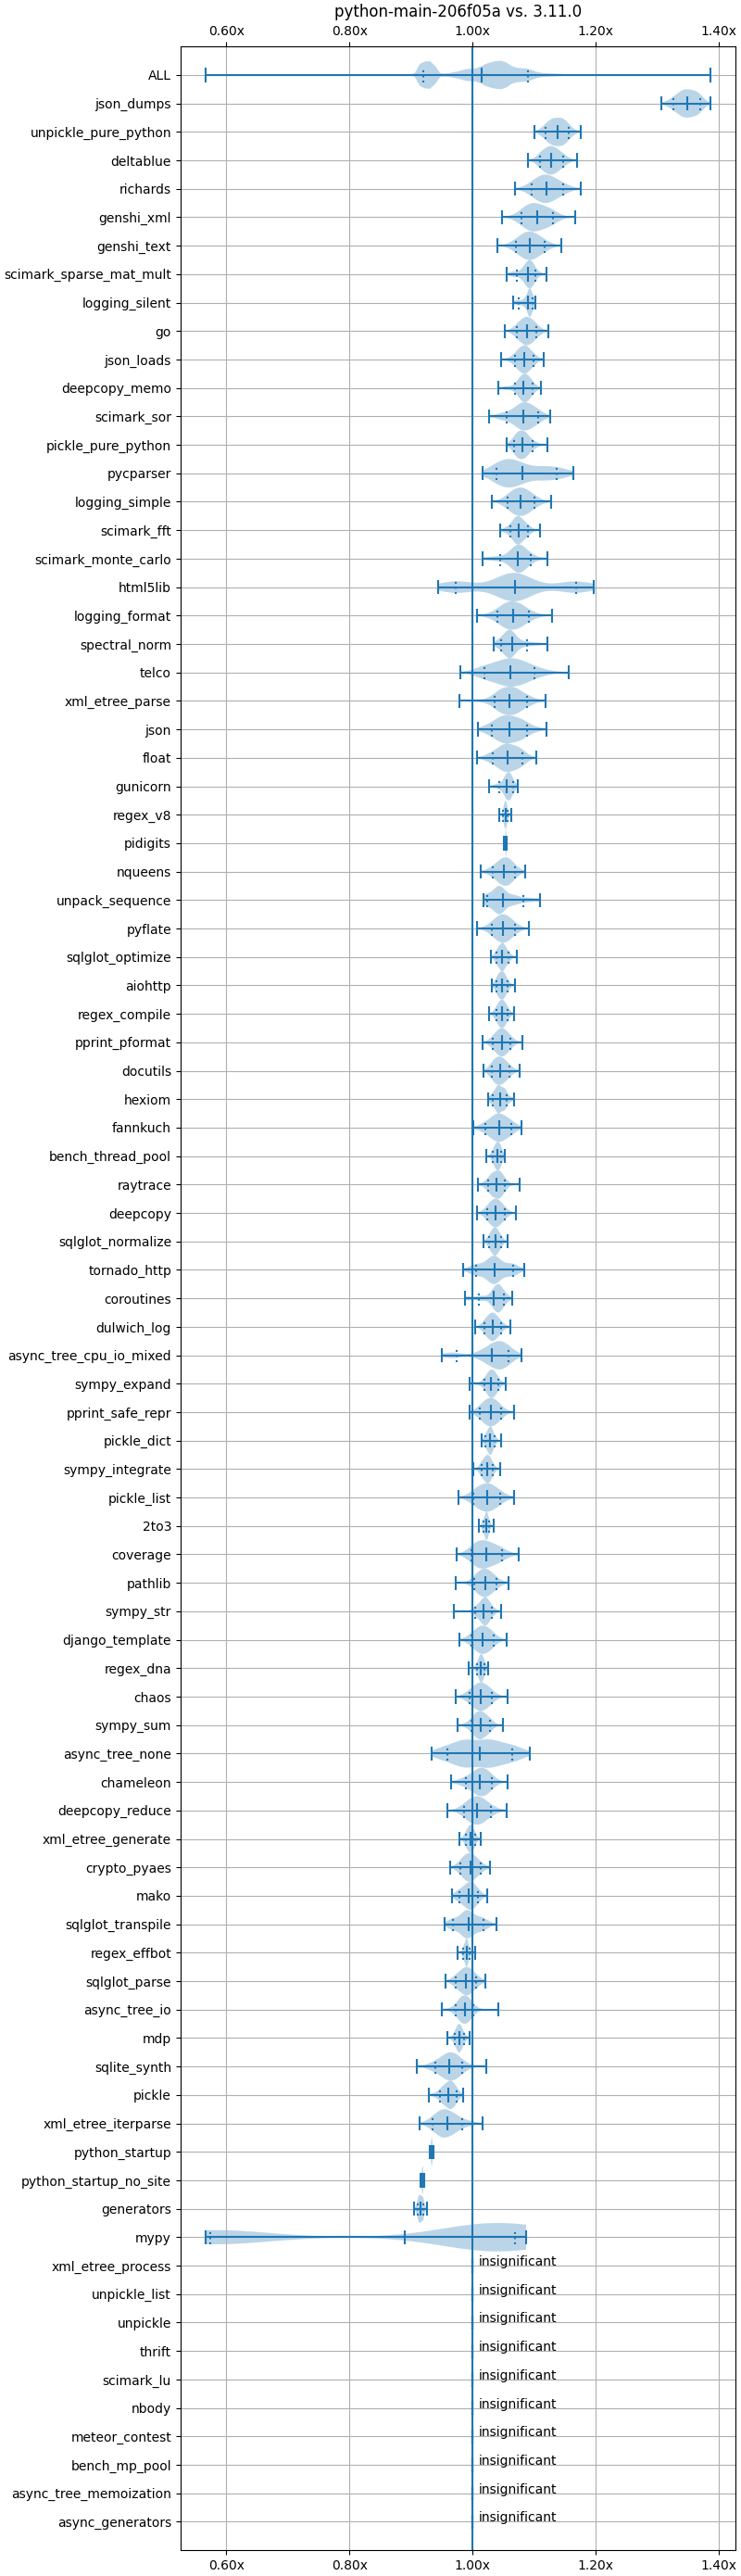 python-main-206f05a vs. 3.11.0
0.60x 0.80x 1.00x 1.20x 1.40x
ALL
json_dumps
unpickle_pure_python
deltablue
richards
genshi_xml
genshi_text
scimark_sparse_mat_mult
logging_silent
go
json_loads
deepcopy_memo
scimark_sor
pickle_pure_python
pycparser
logging_simple
scimark_fft
scimark_monte_carlo
html5lib
logging_format
spectral_norm
telco
xml_etree_parse
json
float
gunicorn
regex_v8
pidigits
nqueens
unpack_sequence
pyflate
sqlglot_optimize
aiohttp
regex_compile
pprint_pformat
docutils
hexiom
fannkuch
bench_thread_pool
raytrace
deepcopy
sqlglot_normalize
tornado_http
coroutines
dulwich_log
async_tree_cpu_io_mixed
sympy_expand
pprint_safe_repr
pickle_dict
sympy_integrate
pickle_list
2to3
coverage
pathlib
sympy_str
django_template
regex_dna
chaos
sympy_sum
async_tree_none
chameleon
deepcopy_reduce
xml_etree_generate
crypto_pyaes
mako
sqlglot_transpile
regex_effbot
sqlglot_parse
async_tree_io
mdp
sqlite_synth
pickle
xml_etree_iterparse
python_startup
python_startup_no_site
generators
mypy
xml_etree_process insignificant
unpickle_list insignificant
unpickle insignificant
thrift insignificant
scimark_lu insignificant
nbody insignificant
meteor_contest insignificant
bench_mp_pool insignificant
async_tree_memoization insignificant
async_generators insignificant
0.60x 0.80x 1.00x 1.20x 1.40x